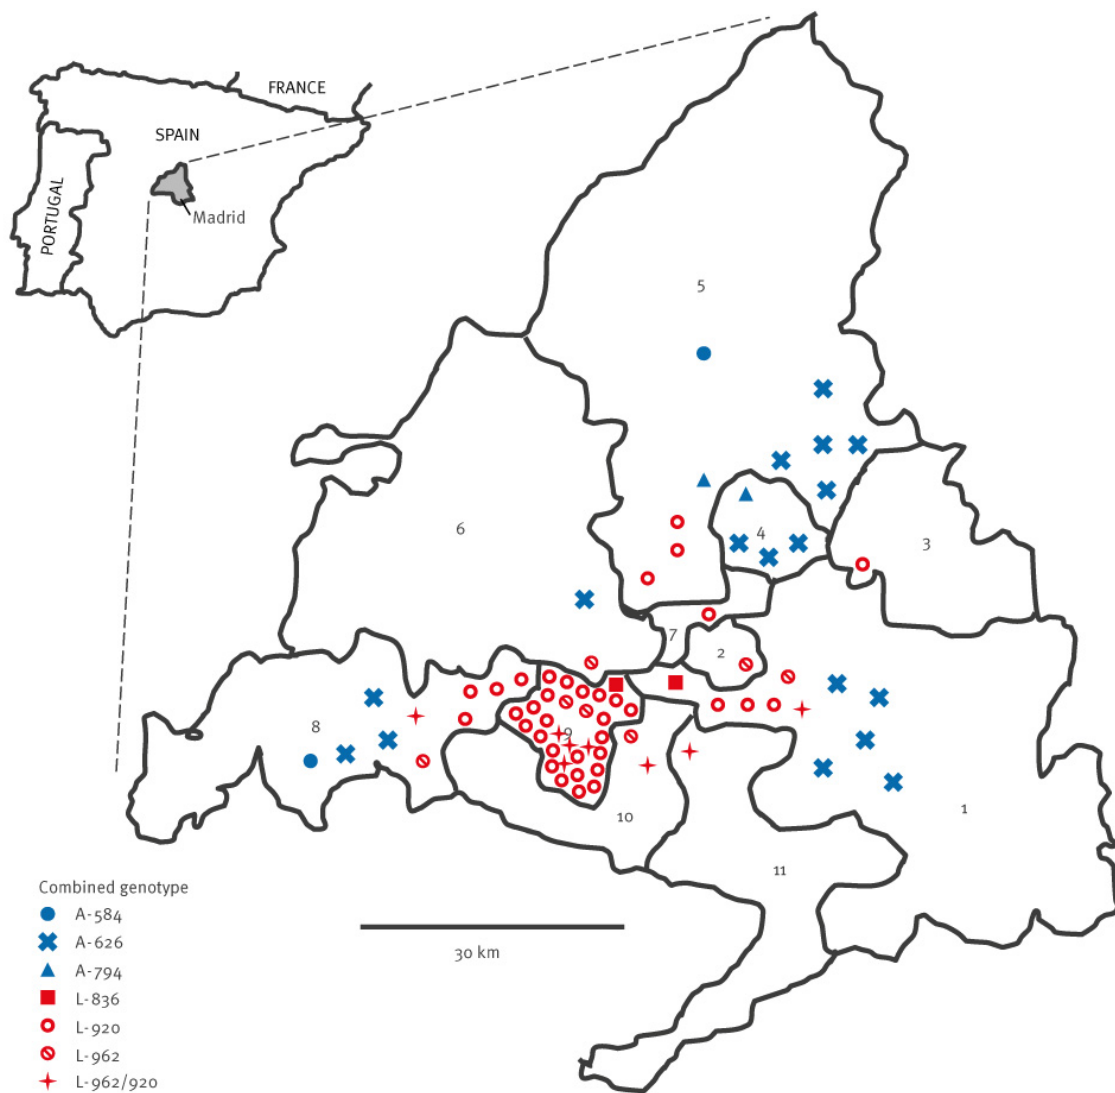 FRANCE
SPAIN
PORTUGAL
Madrid
5
6
4
3
7
2
8
9
10
1
11
Combined genotype
A-584
A-626
A-794
L-836
L-920
L-962
L-962/920
30 km